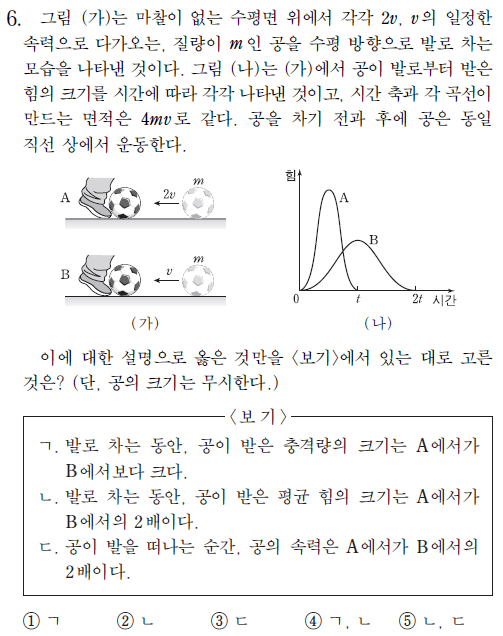 6. 그림 (가)는 마찰이 없는 수평면 위에서 각각 2v, v의 일정한
속력으로 다가오는, 질량이 m인 공을 수평 방향으로 발로 차는
모습을 나타낸 것이다. 그림 (나)는 (가)에서 공이 발로부터 받은
힘의 크기를 시간에 따라 각각 나타낸 것이고, 시간 축과 각 곡선이
만드는 면적은 4mv로 같다. 공을 차기 전과 후에 공은 동일
직선 상에서 운동한다.
A 2v m
B v m
(가)
힘
A
B
0 t 2t 시간
(나)
이에 대한 설명으로 옳은 것만을 <보기>에서 있는 대로 고른
것은? (단, 공의 크기는 무시한다.)
<보 기>
ㄱ. 발로 차는 동안, 공이 받은 충격량의 크기는 A에서가
B에서보다 크다.
ㄴ. 발로 차는 동안, 공이 받은 평균 힘의 크기는 A에서가
B에서의 2배이다.
ㄷ. 공이 발을 떠나는 순간, 공의 속력은 A에서가 B에서의
2배이다.
① ㄱ ② ㄴ ③ ㄷ ④ ㄱ, ㄴ ⑤ ㄴ, ㄷ